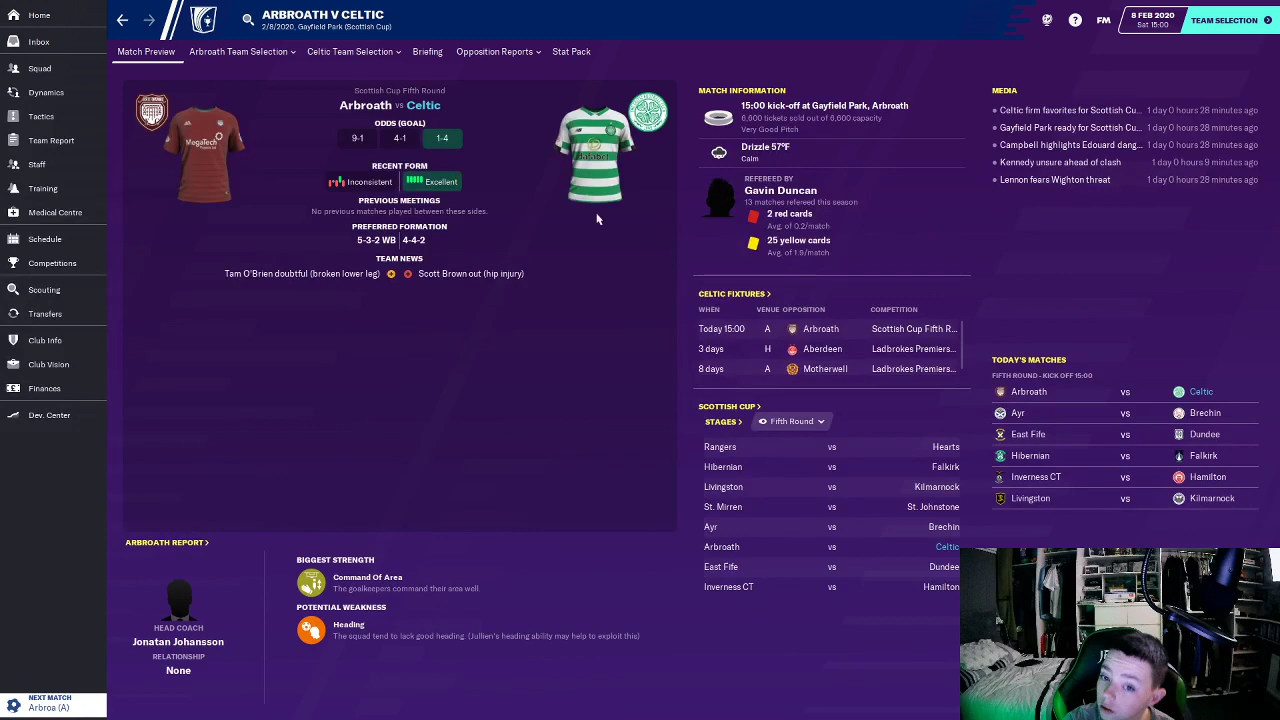 ARBROATH V CELTIC
2/8/2020, Gayfield Park (Scottish Cup)
FM
8 FEB 2020
Sat 15:00
TEAM SELECTION
Inbox
Squad
Dynamics
Tactics
Team Report
Staff
Training
Medical Centre
Schedule
Competitions
Scouting
Transfers
Club Info
Club Vision
Finances
Dev. Center
NEXT MATCH
Arbroa (A)
Match Preview
Arbroath Team Selection
Celtic Team Selection
Briefing
Opposition Reports
Stat Pack
Scottish Cup Fifth Round
Arbroath vs Celtic
ODDS (GOAL)
9-1 4-1 1-4
RECENT FORM
Inconsistent Excellent
PREVIOUS MEETINGS
No previous matches played between these sides.
PREFERRED FORMATION
5-3-2 WB 4-4-2
TEAM NEWS
Tam O'Brien doubtful (broken lower leg) Scott Brown out (hip injury)
MegaTech
dafabet
ARBROATH REPORT
HEAD COACH
Jonatan Johansson
RELATIONSHIP
None
BIGGEST STRENGTH
Command Of Area
The goalkeepers command their area well.
POTENTIAL WEAKNESS
Heading
The squad tend to lack good heading. (Jullien's heading ability may help to exploit this)
MATCH INFORMATION
15:00 kick-off at Gayfield Park, Arbroath
6,600 tickets sold out of 6,600 capacity
Very Good Pitch
Drizzle 57°F
Calm
REFEREED BY
Gavin Duncan
13 matches refereed this season
2 red cards
Avg. of 0.2/match
25 yellow cards
Avg. of 1.9/match
CELTIC FIXTURES
WHEN VENUE OPPOSITION COMPETITION
Today 15:00 A Arbroath Scottish Cup Fifth R...
3 days H Aberdeen Ladbrokes Premiers...
8 days A Motherwell Ladbrokes Premiers...
SCOTTISH CUP
STAGES Fifth Round
Rangers vs Hearts
Hibernian vs Falkirk
Livingston vs Kilmarnock
St. Mirren vs St. Johnstone
Ayr vs Brechin
Arbroath vs Celtic
East Fife vs Dundee
Inverness CT vs Hamilton
MEDIA
Celtic firm favorites for Scottish Cu... 1 day 0 hours 28 minutes ago
Gayfield Park ready for Scottish Cu... 1 day 0 hours 28 minutes ago
Campbell highlights Edouard dang... 1 day 0 hours 28 minutes ago
Kennedy unsure ahead of clash 1 day 0 hours 9 minutes ago
Lennon fears Wighton threat 1 day 0 hours 28 minutes ago
TODAY'S MATCHES
FIFTH ROUND - KICK OFF 15:00
Arbroath vs Celtic
Ayr vs Brechin
East Fife vs Dundee
Hibernian vs Falkirk
Inverness CT vs Hamilton
Livingston vs Kilmarnock